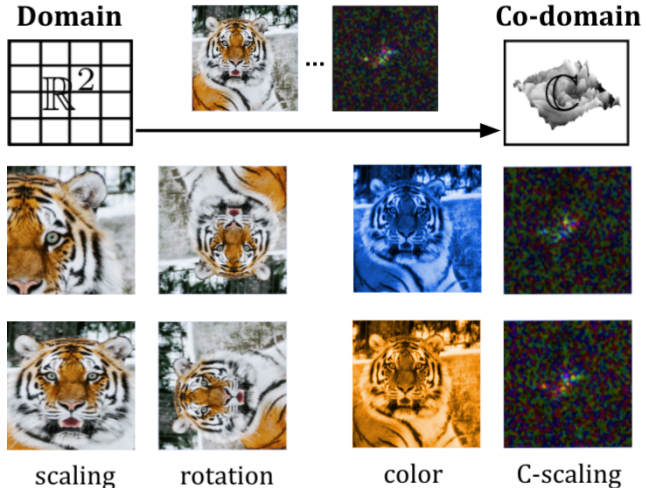 Domain
Co-domain
ℝ²
...
ℂ
scaling
rotation
color
C-scaling